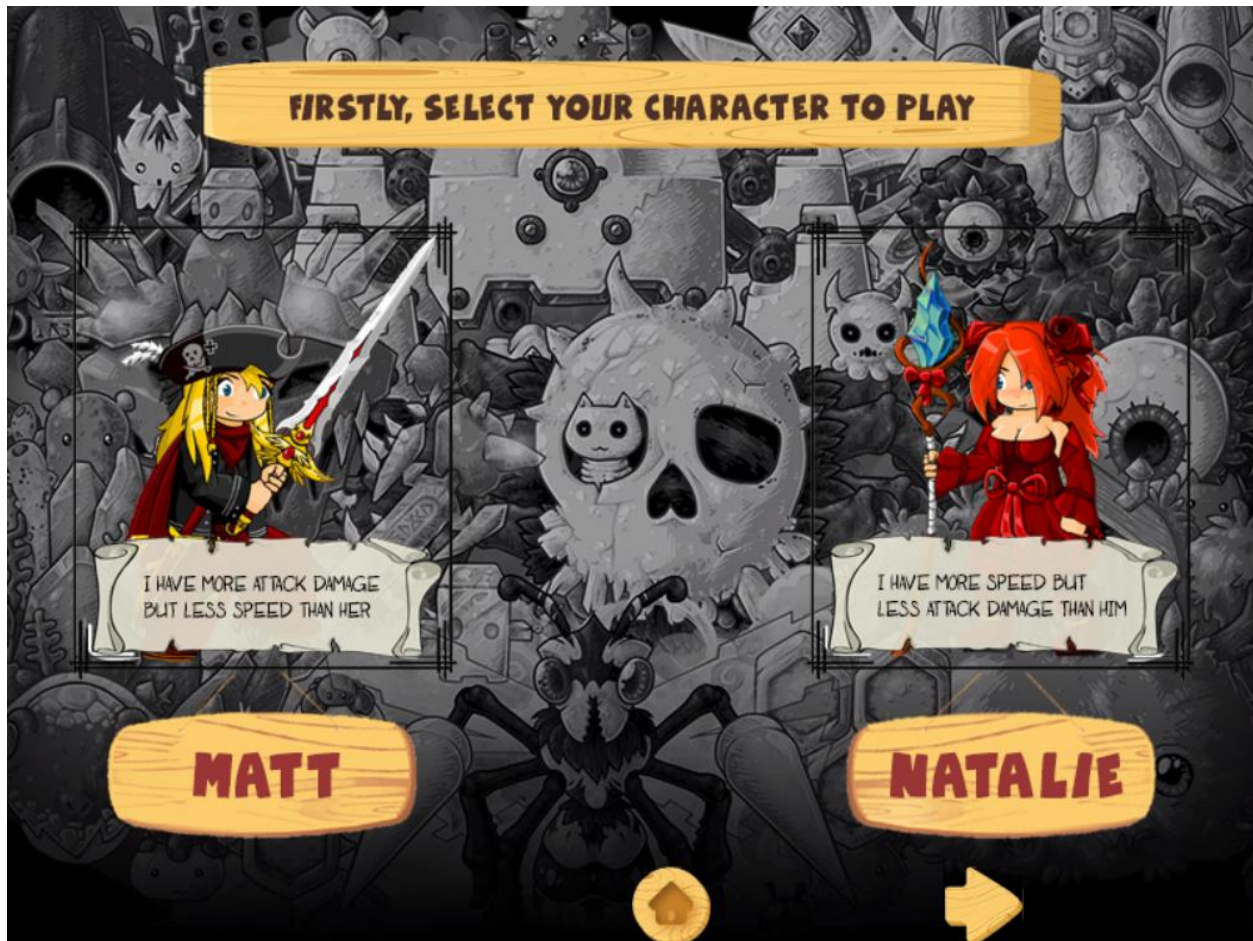 FIRSTLY, SELECT YOUR CHARACTER TO PLAY
I HAVE MORE ATTACK DAMAGE
BUT LESS SPEED THAN HER
I HAVE MORE SPEED BUT
LESS ATTACK DAMAGE THAN HIM
MATT
NATALIE